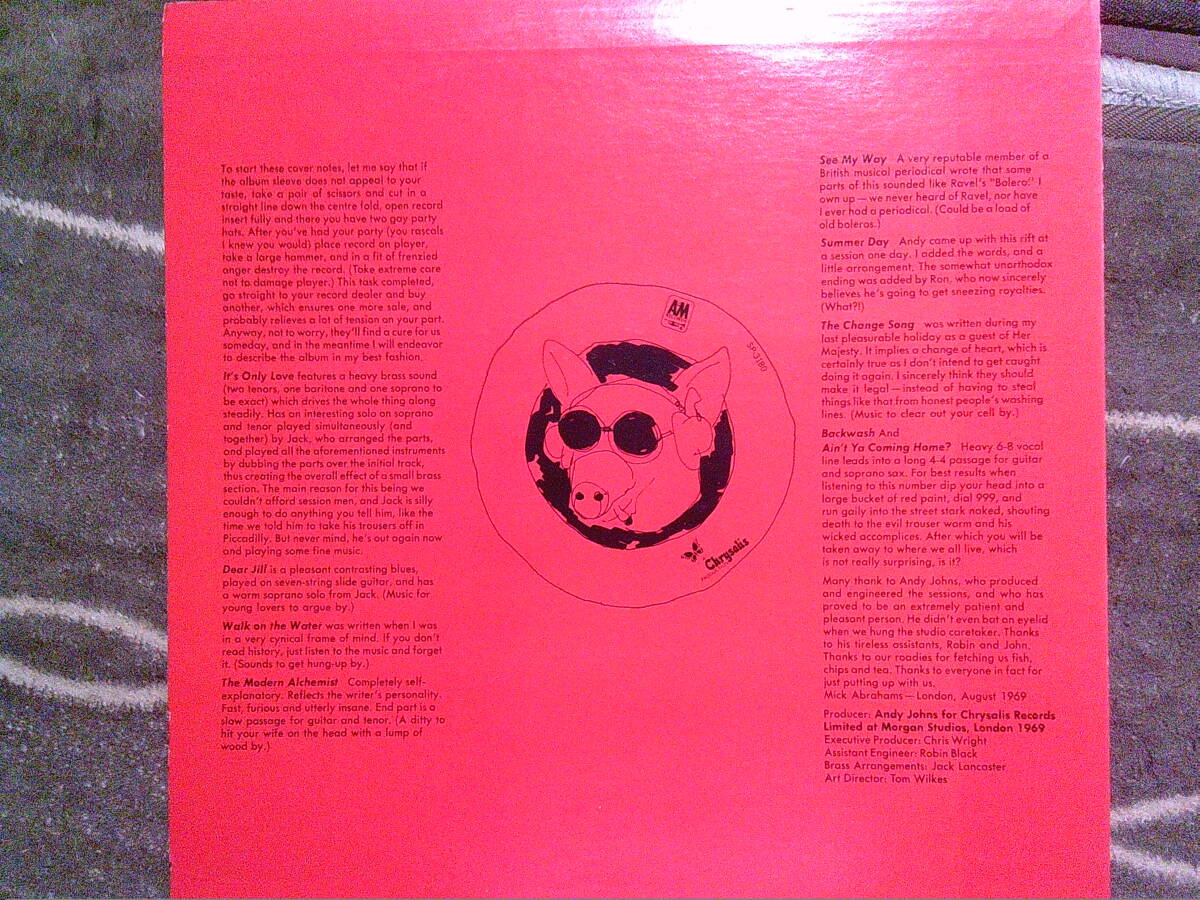 To start these cover notes, let me say that if
the album sleeve does not appeal to your
taste, take a pair of scissors and cut in a
straight line down the centre fold, open record
insert fully and there you have two gay party
hats. After you've had your party (you rascals
I knew you would) place record on player,
take a large hammer, and in a fit of frenzied
anger destroy the record. (Take extreme care
not to damage player.) This task completed,
go straight to your record dealer and buy
another, which ensures one more sale, and
probably relieves a lot of tension on your part.
Anyway, not to worry, they'll find a cure for us
someday, and in the meantime I will endeavor
to describe the album in my best fashion.
It's Only Love features a heavy brass sound
(two tenors, one baritone and one soprano to
be exact) which drives the whole thing along
steadily. Has an interesting solo on soprano
and tenor played simultaneously (and
together) by Jack, who arranged the parts,
and played all the aforementioned instruments
by dubbing the parts over the initial track,
thus creating the overall effect of a small brass
section. The main reason for this being we
couldn't afford session men, and Jack is silly
enough to do anything you tell him, like the
time we told him to take his trousers off in
Piccadilly. But never mind, he's out again now
and playing some fine music.
Dear Jill is a pleasant contrasting blues,
played on seven-string slide guitar, and has
a warm soprano solo from Jack. (Music for
young lovers to argue by.)
Walk on the Water was written when I was
in a very cynical frame of mind. If you don't
read history, just listen to the music and forget
it. (Sounds to get hung-up by.)
The Modern Alchemist Completely self-
explanatory. Reflects the writer's personality.
Fast, furious and utterly insane. End part is a
slow passage for guitar and tenor. (A ditty to
hit your wife on the head with a lump of
wood by.)
AM
SP-3180
Chrysalis
See My Way A very reputable member of a
British musical periodical wrote that some
parts of this sounded like Ravel's "Bolero." I
own up — we never heard of Ravel, nor have
I ever had a periodical. (Could be a load of
old boleros.)
Summer Day Andy came up with this rift at
a session one day. I added the words, and a
little arrangement. The somewhat unorthodox
ending was added by Ron, who now sincerely
believes he's going to get sneezing royalties.
(What?!)
The Change Song was written during my
last pleasurable holiday as a guest of Her
Majesty. It implies a change of heart, which is
certainly true as I don't intend to get caught
doing it again. I sincerely think they should
make it legal — instead of having to steal
things like that from honest people's washing
lines. (Music to clear out your cell by.)
Backwash And
Ain't Ya Coming Home? Heavy 6-8 vocal
line leads into a long 4-4 passage for guitar
and soprano sax. For best results when
listening to this number dip your head into a
large bucket of red paint, dial 999, and
run gaily into the street stark naked, shouting
death to the evil trouser worm and his
wicked accomplices. After which you will be
taken away to where we all live, which
is not really surprising, is it?
Many thank to Andy Johns, who produced
and engineered the sessions, and who has
proved to be an extremely patient and
pleasant person. He didn't even bat an eyelid
when we hung the studio caretaker. Thanks
to his tireless assistants, Robin and John.
Thanks to our roadies for fetching us fish,
chips and tea. Thanks to everyone in fact for
just putting up with us.
Mick Abrahams — London, August 1969
Producer: Andy Johns for Chrysalis Records
Limited at Morgan Studios, London 1969
Executive Producer: Chris Wright
Assistant Engineer: Robin Black
Brass Arrangements: Jack Lancaster
Art Director: Tom Wilkes